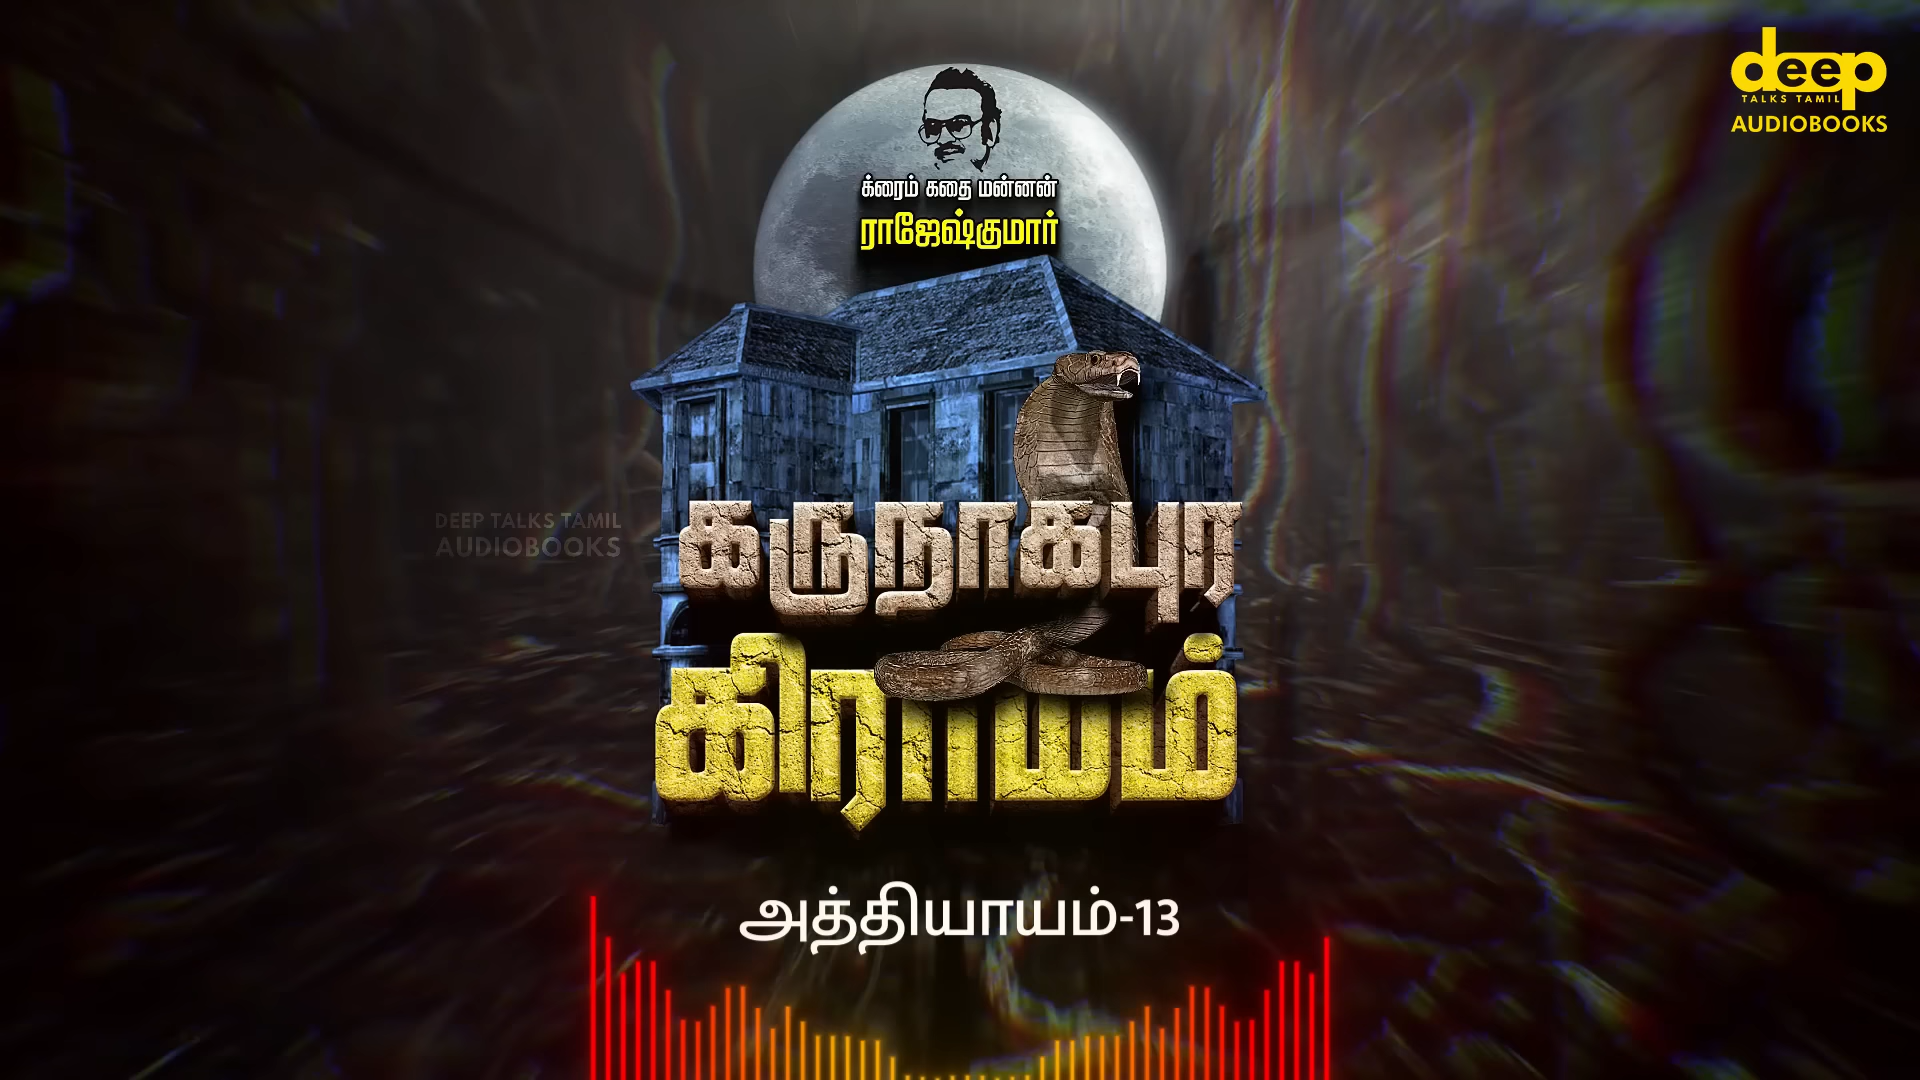 deep
TALKS TAMIL
AUDIOBOOKS
க்ரைம் கதை மன்னன்
ராஜேஷ்குமார்
DEEP TALKS TAMIL
AUDIOBOOKS
கருநாகபுர
கிராமம்
அத்தியாயம்-13